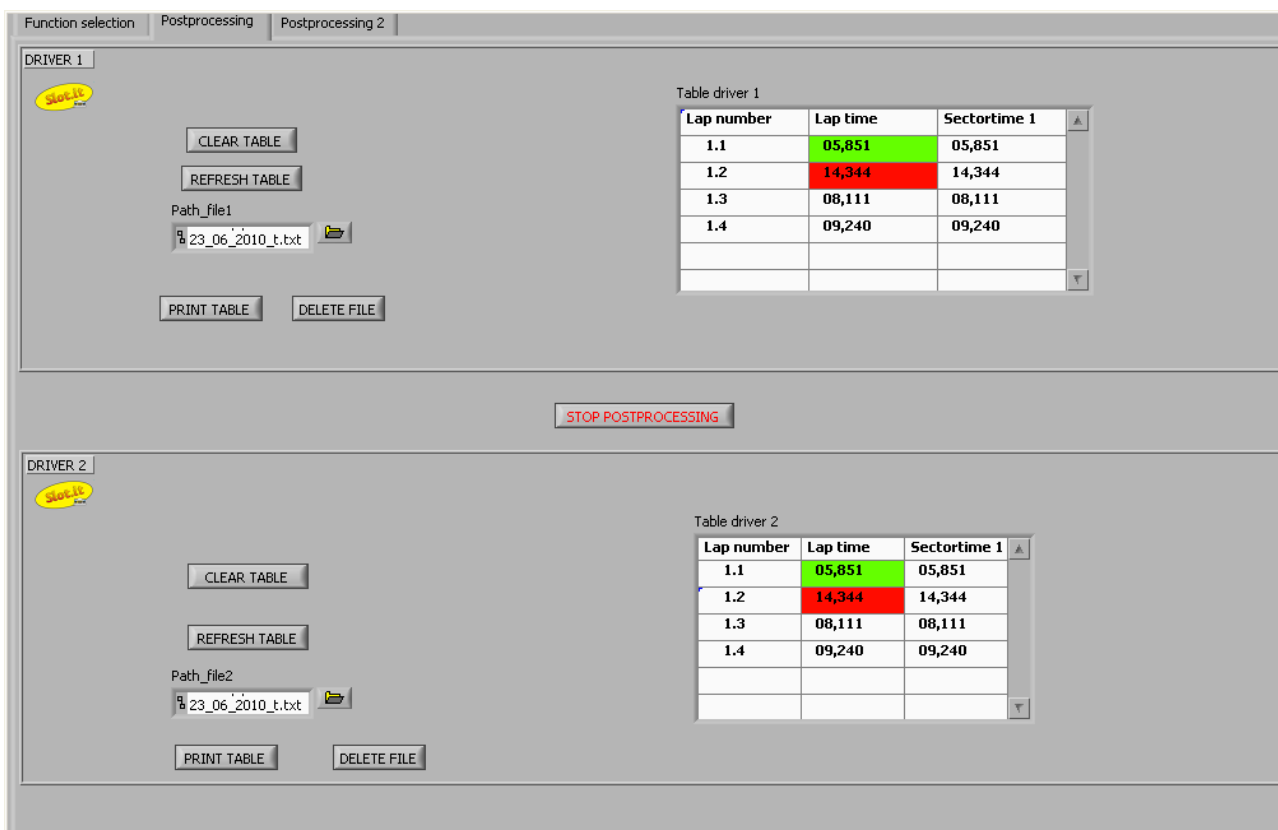 Function selection Postprocessing Postprocessing 2
DRIVER 1
Slot.it
Table driver 1
Lap number Lap time Sectortime 1
CLEAR TABLE
1.1 05,851 05,851
REFRESH TABLE
1.2 14,344 14,344
1.3 08,111 08,111
Path_file1
1.4 09,240 09,240
23_06_2010_t.txt
PRINT TABLE DELETE FILE
STOP POSTPROCESSING
DRIVER 2
Slot.it
Table driver 2
Lap number Lap time Sectortime 1
1.1 05,851 05,851
CLEAR TABLE
1.2 14,344 14,344
1.3 08,111 08,111
REFRESH TABLE
1.4 09,240 09,240
Path_file2
23_06_2010_t.txt
PRINT TABLE DELETE FILE